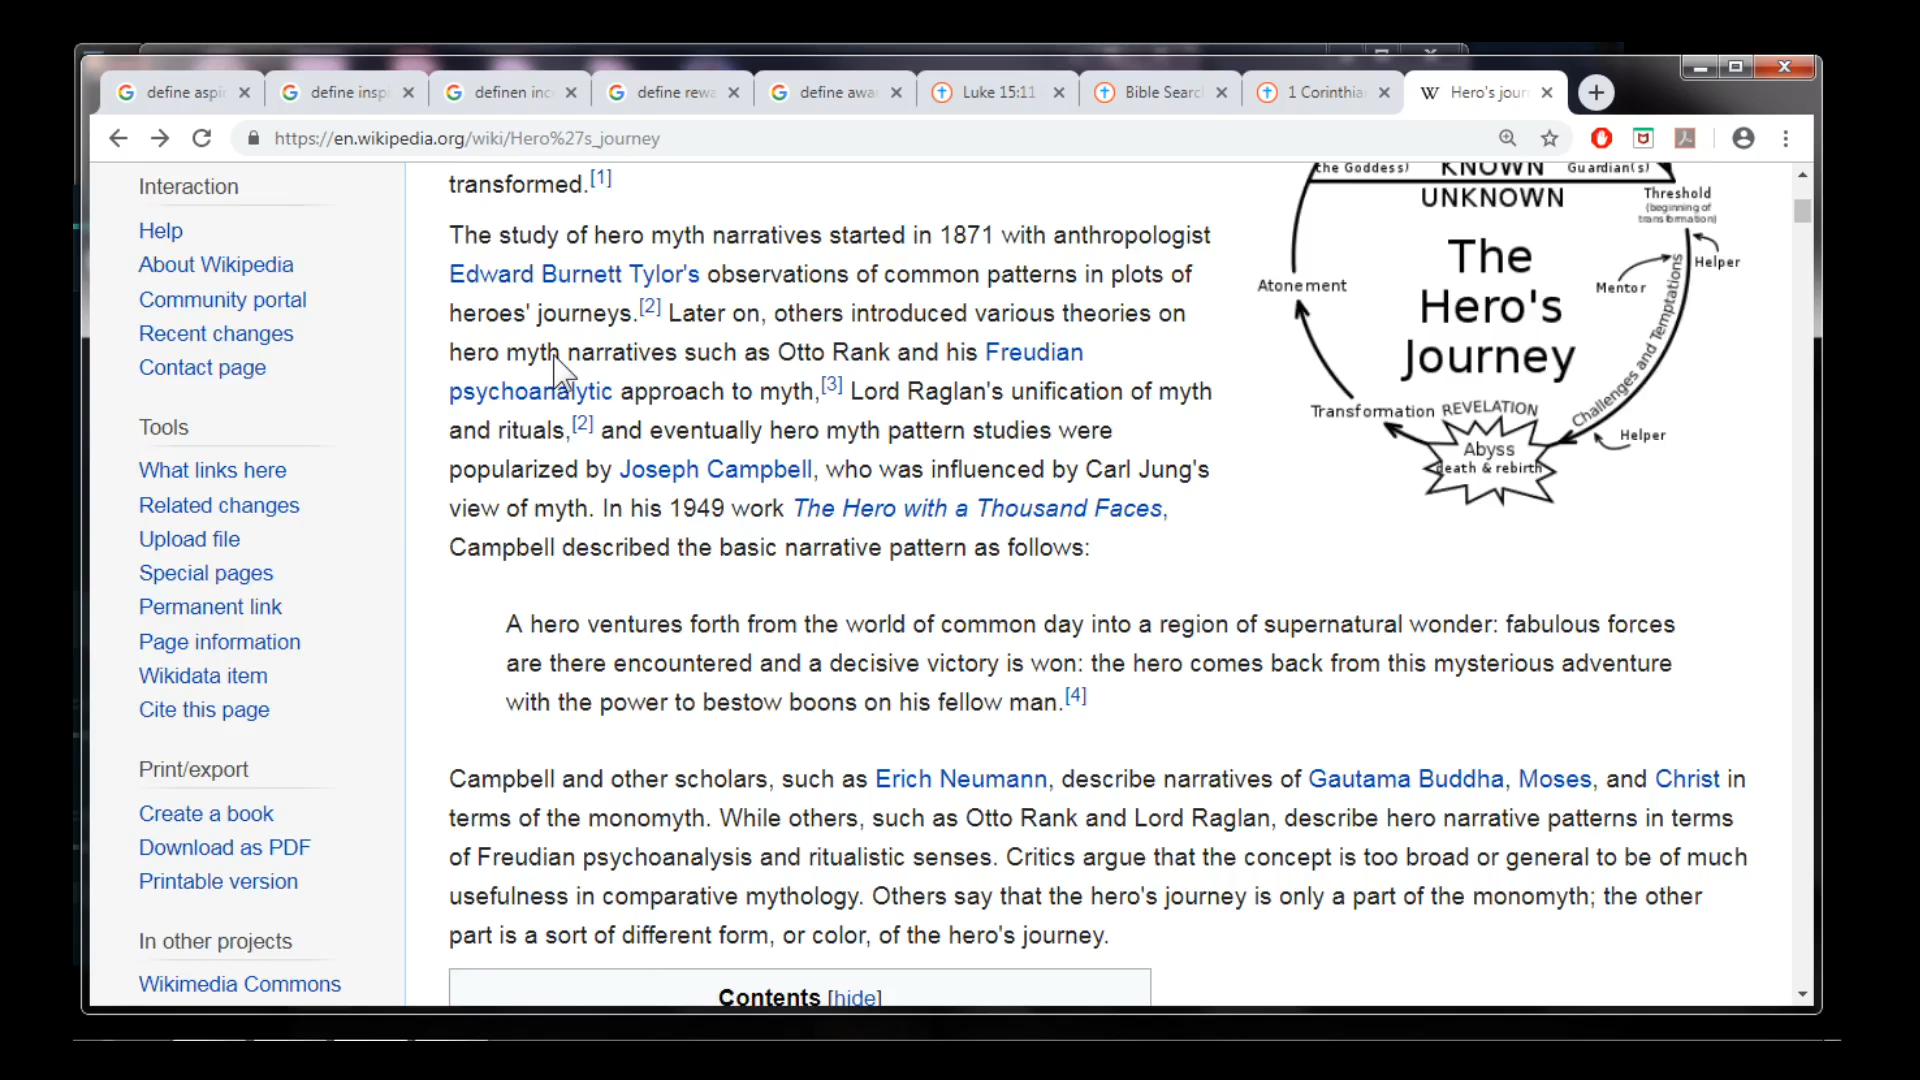 define aspi
define insp
definen inc
define rew
define awa
Luke 15:11
Bible Searc
1 Corinthia
W Hero's jour
https://en.wikipedia.org/wiki/Hero%27s_journey
Interaction
Help
About Wikipedia
Community portal
Recent changes
Contact page
Tools
What links here
Related changes
Upload file
Special pages
Permanent link
Page information
Wikidata item
Cite this page
Print/export
Create a book
Download as PDF
Printable version
In other projects
Wikimedia Commons
transformed.[1]
The study of hero myth narratives started in 1871 with anthropologist
Edward Burnett Tylor's observations of common patterns in plots of
heroes' journeys.[2] Later on, others introduced various theories on
hero myth narratives such as Otto Rank and his Freudian
psychoanalytic approach to myth,[3] Lord Raglan's unification of myth
and rituals,[2] and eventually hero myth pattern studies were
popularized by Joseph Campbell, who was influenced by Carl Jung's
view of myth. In his 1949 work The Hero with a Thousand Faces,
Campbell described the basic narrative pattern as follows:
the Goddess)
KNOWN
Guardian(s)
UNKNOWN
Threshold
(beginning of
transformation)
The
Hero's
Journey
Helper
Mentor
Atonement
Challenges and Temptations
Transformation
REVELATION
Abyss
death & rebirth
Helper
A hero ventures forth from the world of common day into a region of supernatural wonder: fabulous forces
are there encountered and a decisive victory is won: the hero comes back from this mysterious adventure
with the power to bestow boons on his fellow man.[4]
Campbell and other scholars, such as Erich Neumann, describe narratives of Gautama Buddha, Moses, and Christ in
terms of the monomyth. While others, such as Otto Rank and Lord Raglan, describe hero narrative patterns in terms
of Freudian psychoanalysis and ritualistic senses. Critics argue that the concept is too broad or general to be of much
usefulness in comparative mythology. Others say that the hero's journey is only a part of the monomyth; the other
part is a sort of different form, or color, of the hero's journey.
Contents [hide]